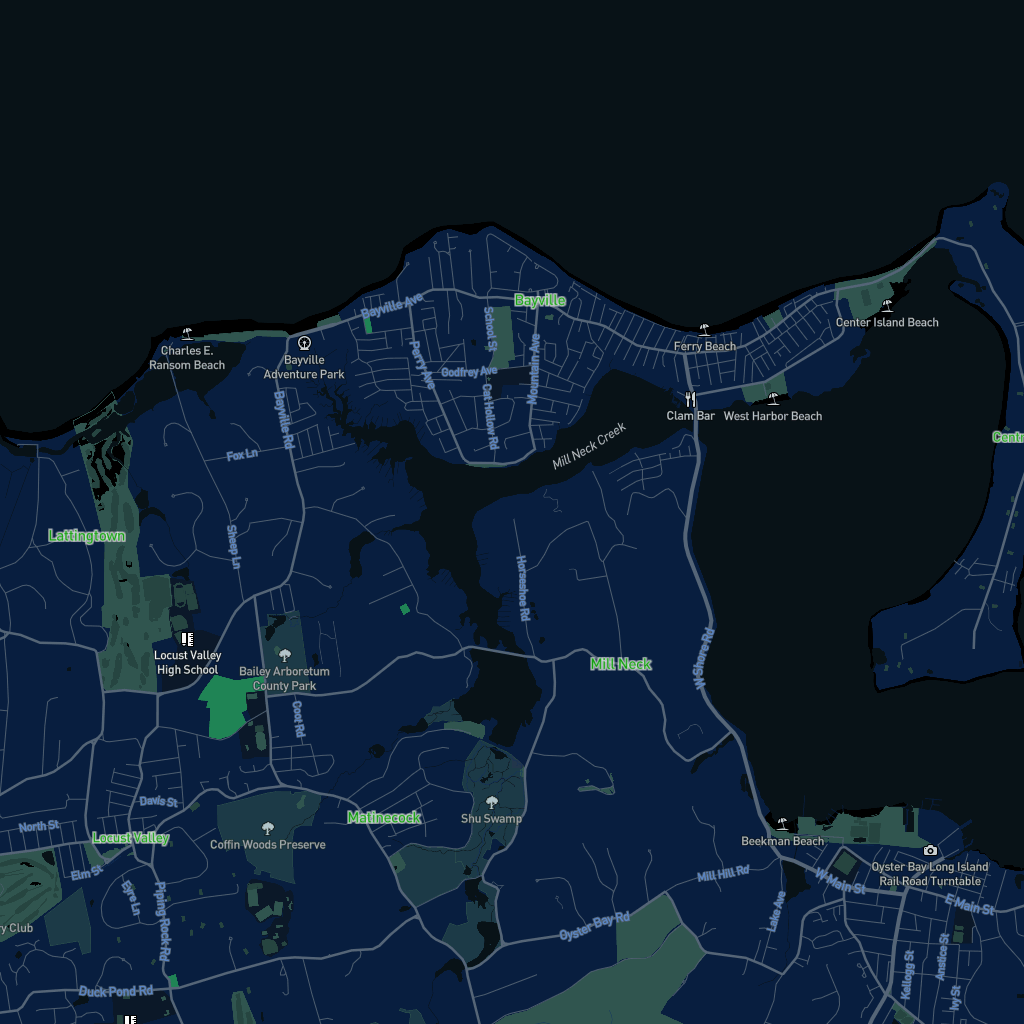 Bayville
Bayville Ave
School St
Center Island Beach
Charles E.
Ransom Beach
Bayville
Adventure Park
Ferry Beach
Perry Ave
Godfrey Ave
Mountain Ave
Cat Hollow Rd
Clam Bar
West Harbor Beach
Bayville Rd
Mill Neck Creek
Fox Ln
Centr
Lattingtown
Sheep Ln
Horseshoe Rd
Locust Valley
High School
Bailey Arboretum
County Park
Mill Neck
W Shore Rd
Coot Rd
Davis St
North St
Locust Valley
Matinecock
Shu Swamp
Coffin Woods Preserve
Beekman Beach
Elm St
Elre Ln
Piping Rock Rd
Mill Hill Rd
W Main St
Oyster Bay Long Island
Rail Road Turntable
E Main St
Lake Ave
Oyster Bay Rd
ry Club
Kellogg St
Anstice St
Ivy St
Duck Pond Rd